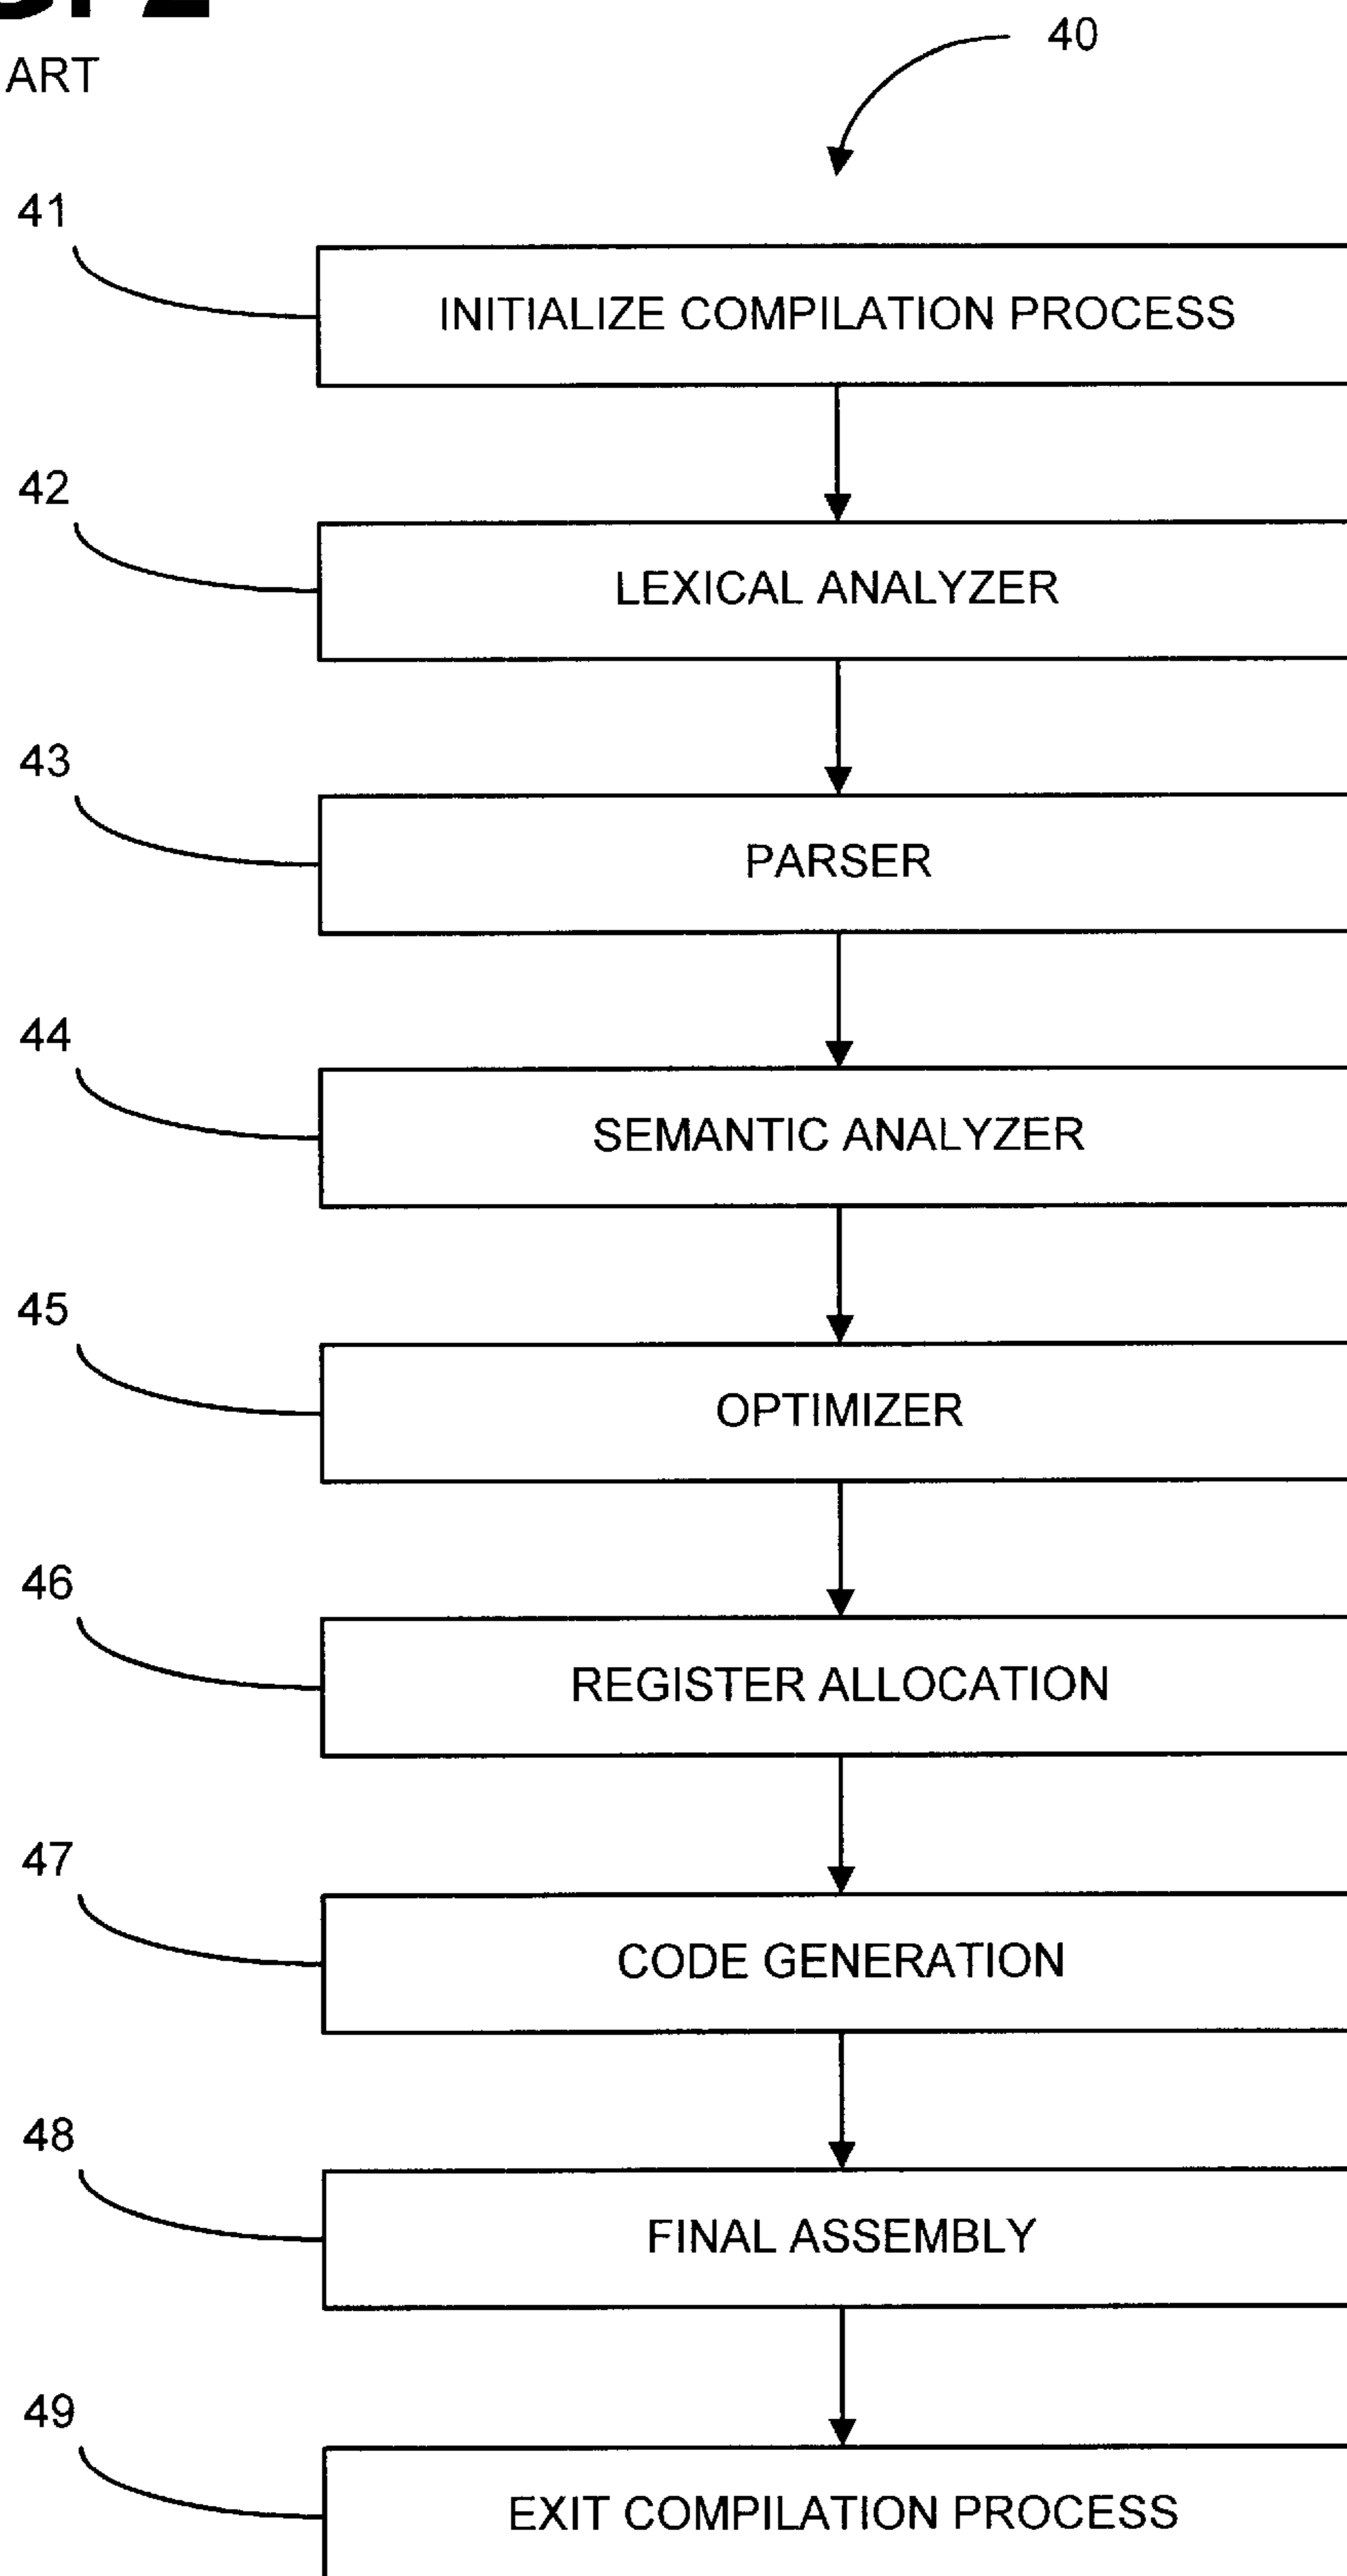 ART
40
41
INITIALIZE COMPILATION PROCESS
42
LEXICAL ANALYZER
43
PARSER
44
SEMANTIC ANALYZER
45
OPTIMIZER
46
REGISTER ALLOCATION
47
CODE GENERATION
48
FINAL ASSEMBLY
49
EXIT COMPILATION PROCESS